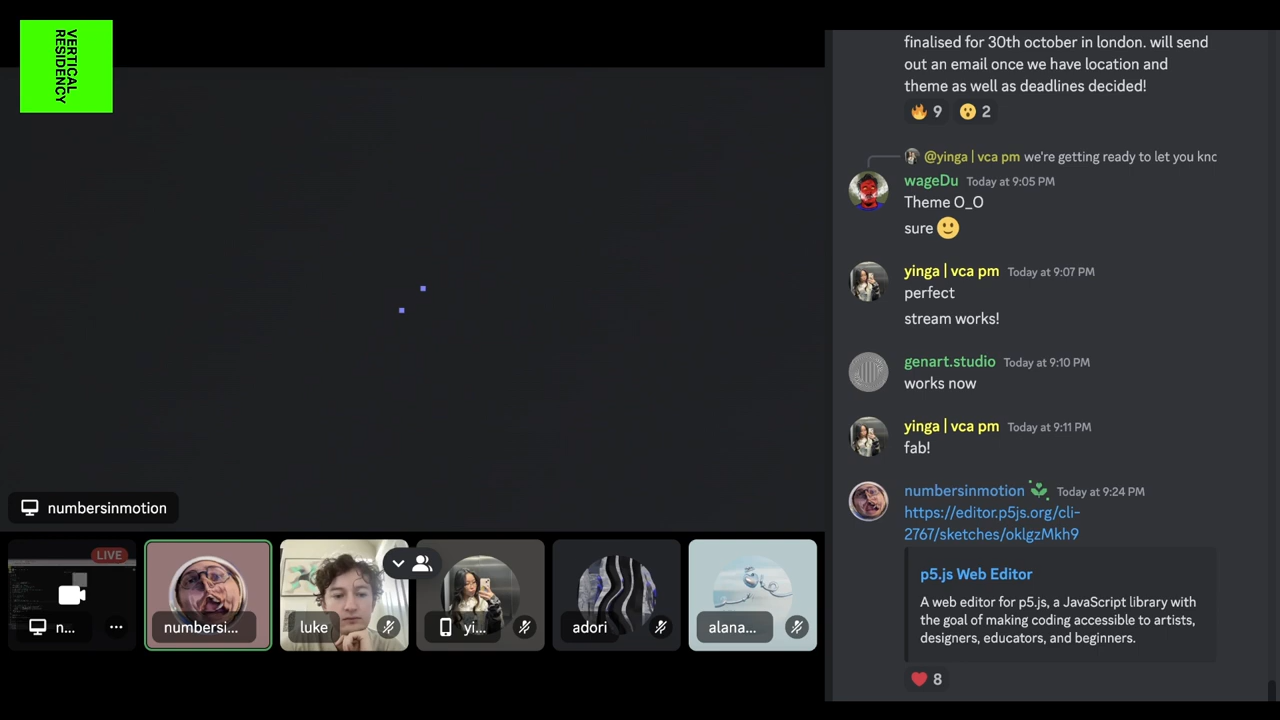 VERTICAL
RESIDENCY
finalised for 30th october in london. will send
out an email once we have location and
theme as well as deadlines decided!
🔥 9 😮 2
@yinga | vca pm we're getting ready to let you knc
wageDu Today at 9:05 PM
Theme O_O
sure 🙂
yinga | vca pm Today at 9:07 PM
perfect
stream works!
genart.studio Today at 9:10 PM
works now
yinga | vca pm Today at 9:11 PM
fab!
numbersinmotion Today at 9:24 PM
https://editor.p5js.org/cli-
2767/sketches/oklgzMkh9
p5.js Web Editor
A web editor for p5.js, a JavaScript library with
the goal of making coding accessible to artists,
designers, educators, and beginners.
❤️ 8
numbersinmotion
LIVE
n...
numbersi...
luke
yi...
adori
alana...